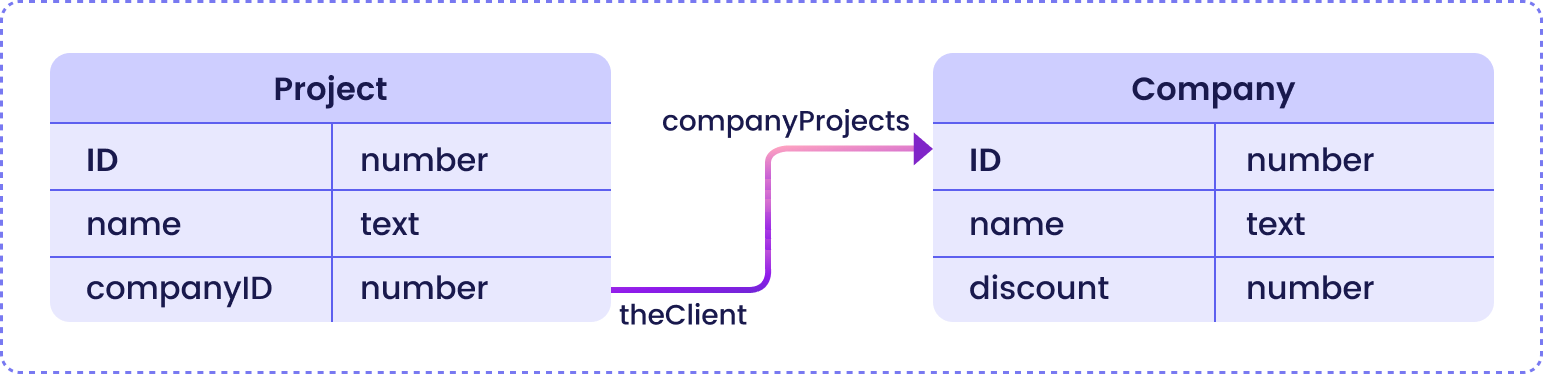 Project
ID number
name text
companyID number
companyProjects
theClient
Company
ID number
name text
discount number